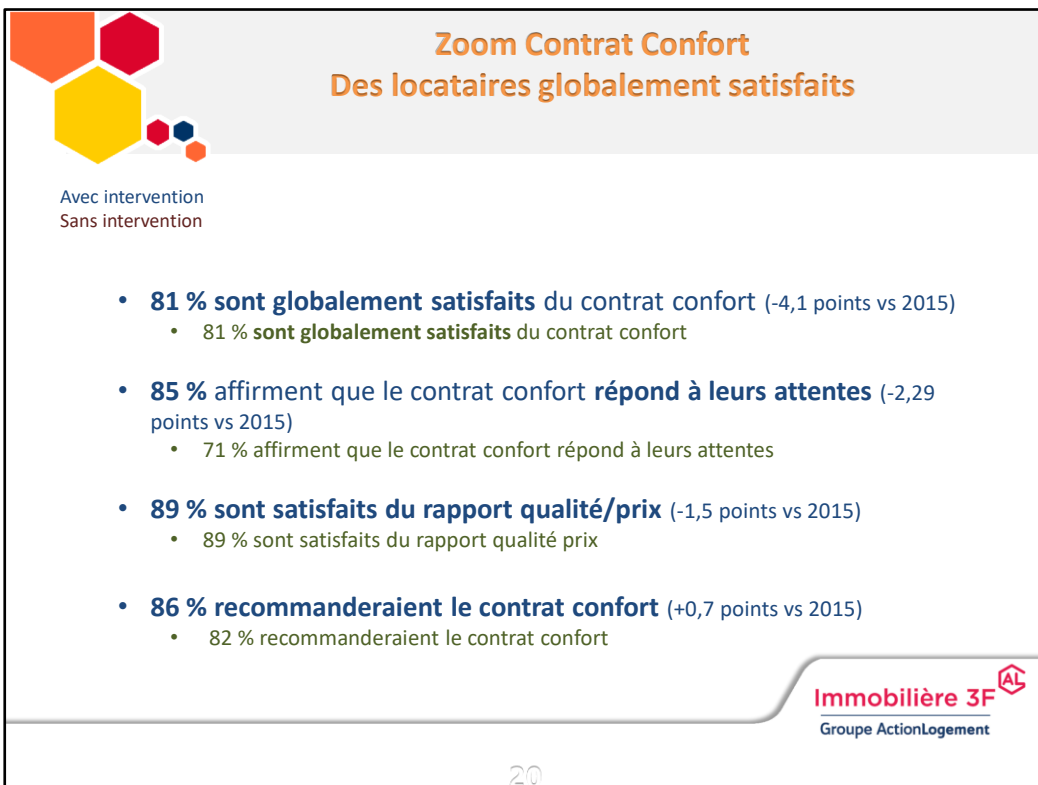 Zoom Contrat Confort
Des locataires globalement satisfaits
Avec intervention
Sans intervention
• 81 % sont globalement satisfaits du contrat confort (-4,1 points vs 2015)
• 81 % sont globalement satisfaits du contrat confort
• 85 % affirment que le contrat confort répond à leurs attentes (-2,29
points vs 2015)
• 71 % affirment que le contrat confort répond à leurs attentes
• 89 % sont satisfaits du rapport qualité/prix (-1,5 points vs 2015)
• 89 % sont satisfaits du rapport qualité prix
• 86 % recommanderaient le contrat confort (+0,7 points vs 2015)
• 82 % recommanderaient le contrat confort
AL
Immobilière 3F
Groupe ActionLogement
20